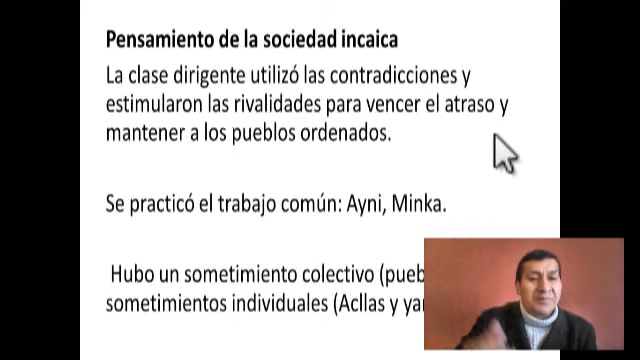 Pensamiento de la sociedad incaica
La clase dirigente utilizó las contradicciones y
estimularon las rivalidades para vencer el atraso y
mantener a los pueblos ordenados.
Se practicó el trabajo común: Ayni, Minka.
Hubo un sometimiento colectivo
sometimientos individuales (Acllas y